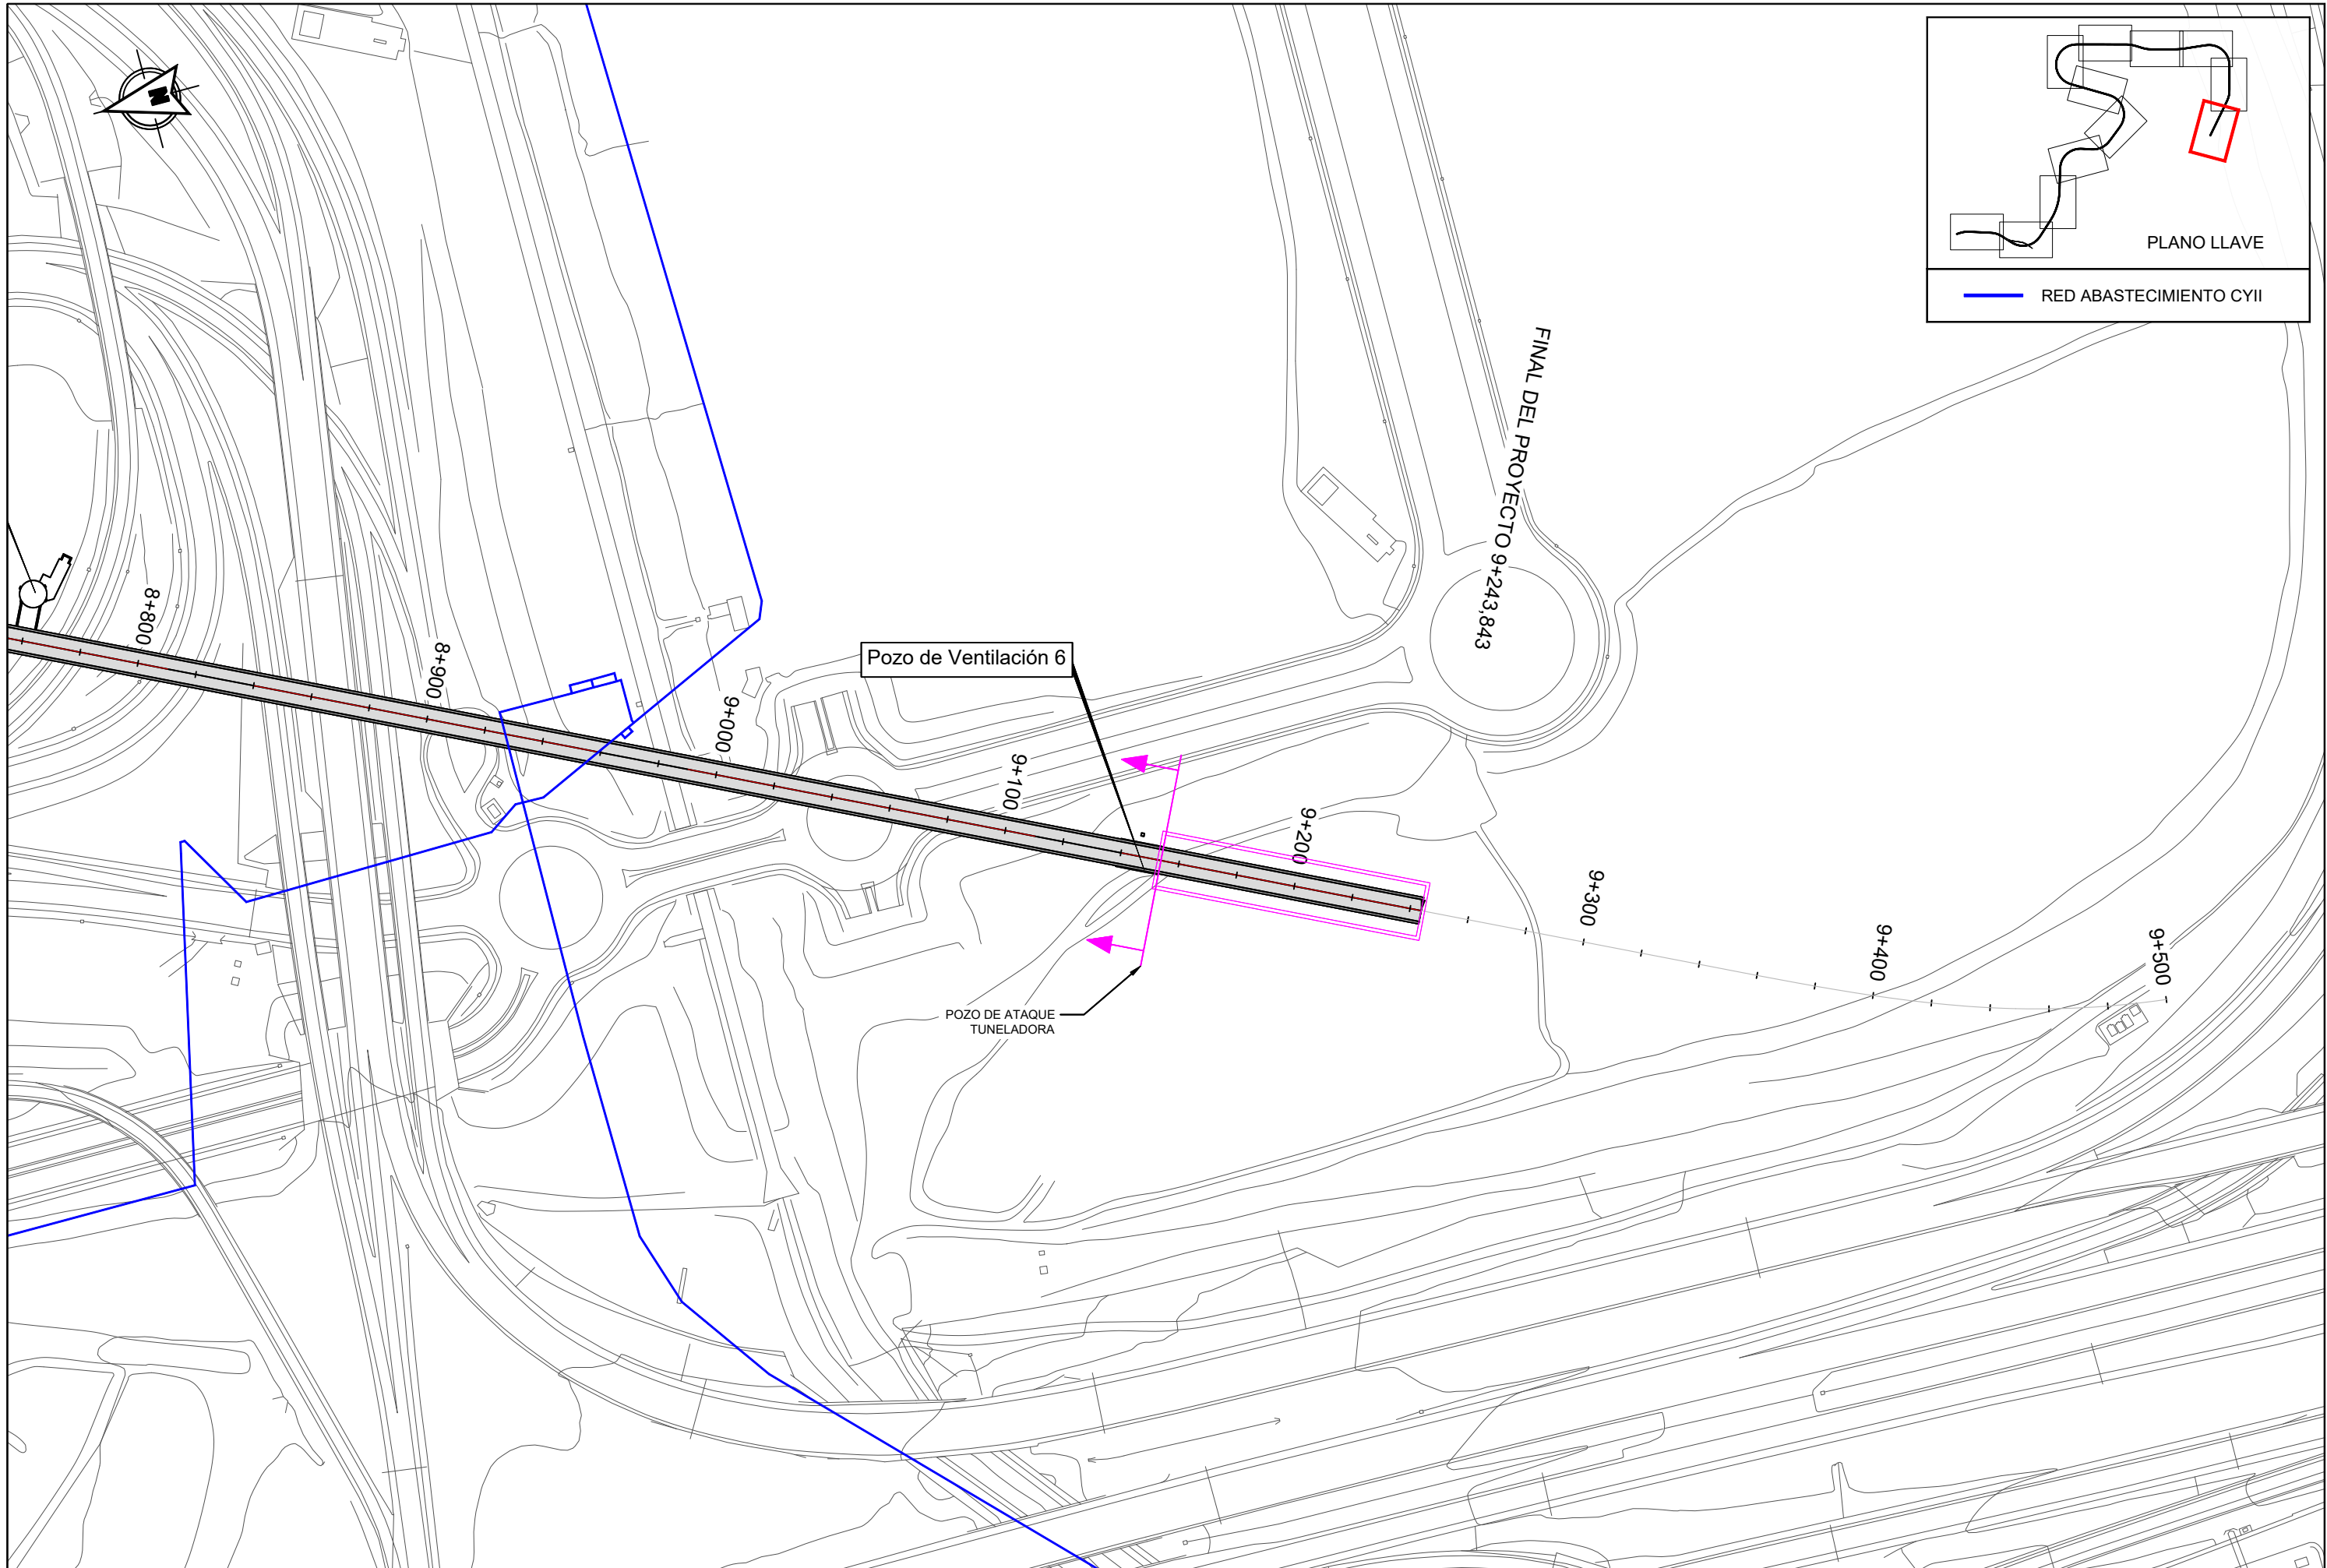 N
PLANO LLAVE
RED ABASTECIMIENTO CYII
FINAL DEL PROYECTO 9+243,843
8+800
8+900
9+000
Pozo de Ventilación 6
9+100
9+200
9+300
9+400
9+500
POZO DE ATAQUE
TUNELADORA